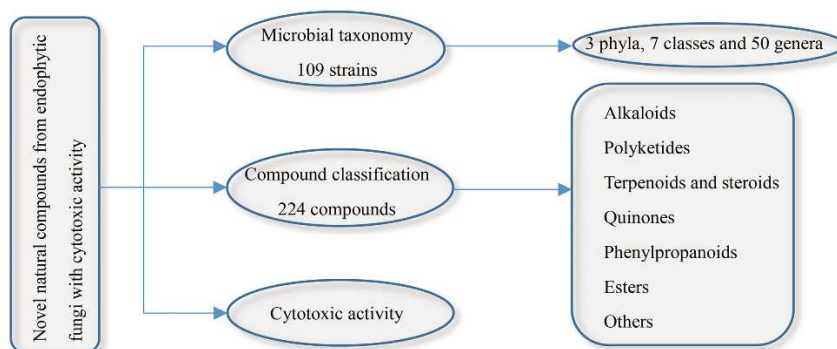 Novel natural compounds from endophytic
fungi with cytotoxic activity
Microbial taxonomy
109 strains
3 phyla, 7 classes and 50 genera
Compound classification
224 compounds
Alkaloids
Polyketides
Terpenoids and steroids
Quinones
Phenylpropanoids
Esters
Others
Cytotoxic activity